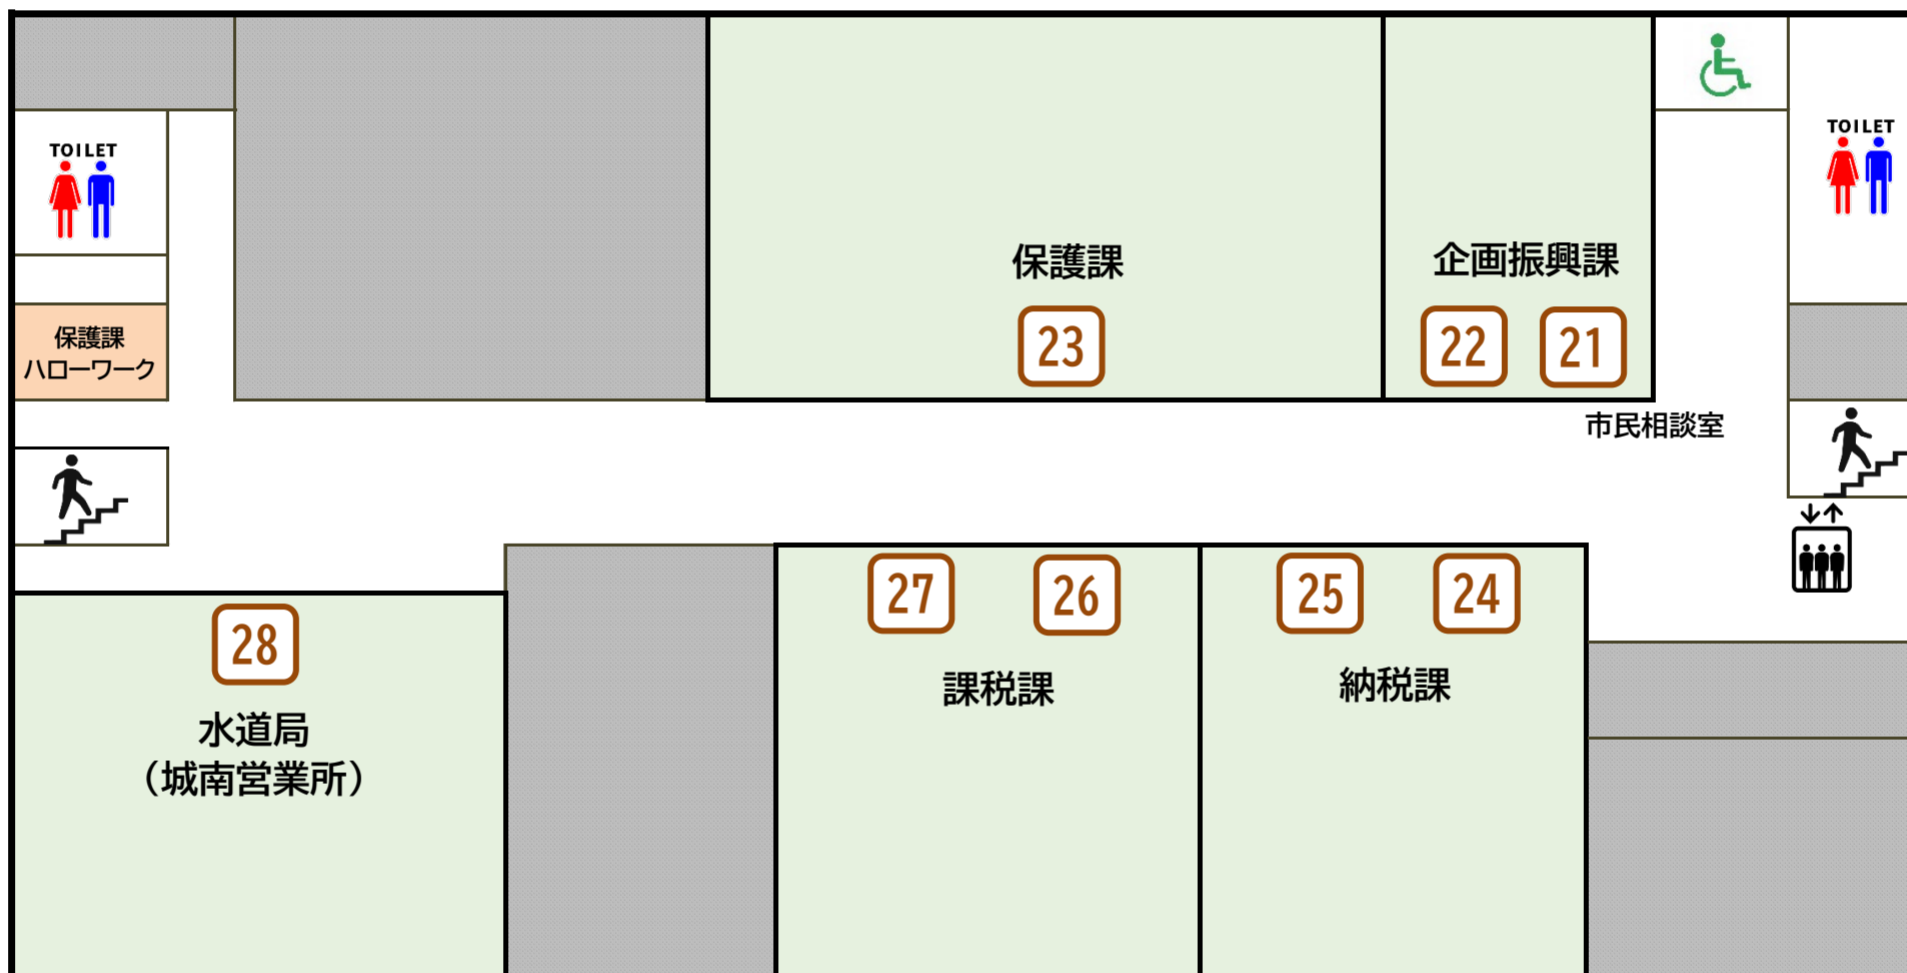 TOILET
TOILET
保護課
23
企画振興課
22 21
保護課
ハローワーク
市民相談室
28
水道局
（城南営業所）
27 26
課税課
25 24
納税課